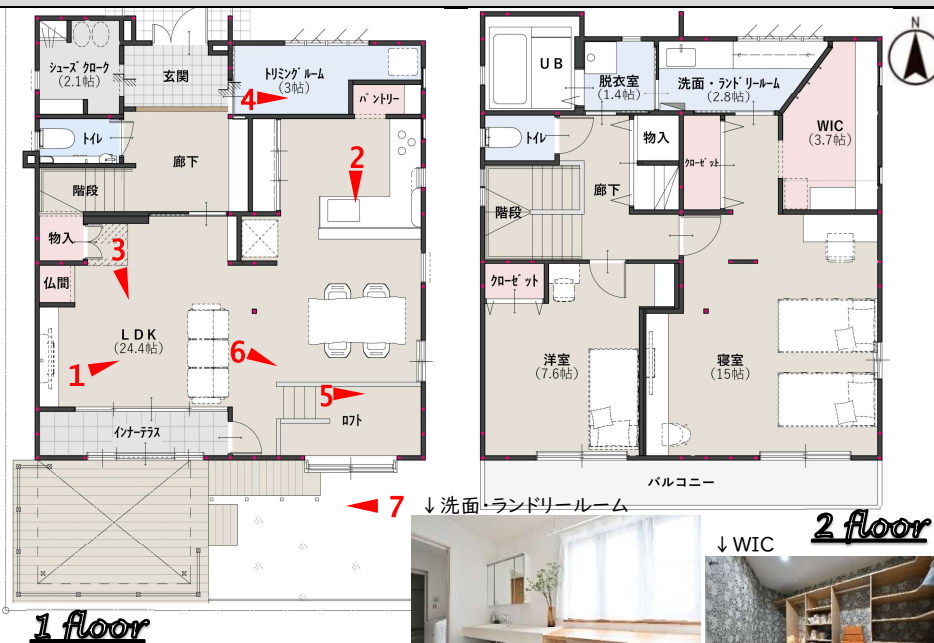 シューズクローク
(2.1帖)
玄関
トリミングルーム
(3帖)
4
パントリー
トイレ
廊下
2
階段
物入
3
仏間
LDK
(24.4帖)
1
6
5
ロフト
インナーテラス
7
1 floor
N
UB
脱衣室
(1.4帖)
洗面・ランドリールーム
(2.8帖)
WIC
(3.7帖)
トイレ
物入
クローゼット
廊下
階段
クローゼット
洋室
(7.6帖)
寝室
(15帖)
バルコニー
2 floor
↓洗面・ランドリールーム
↓WIC